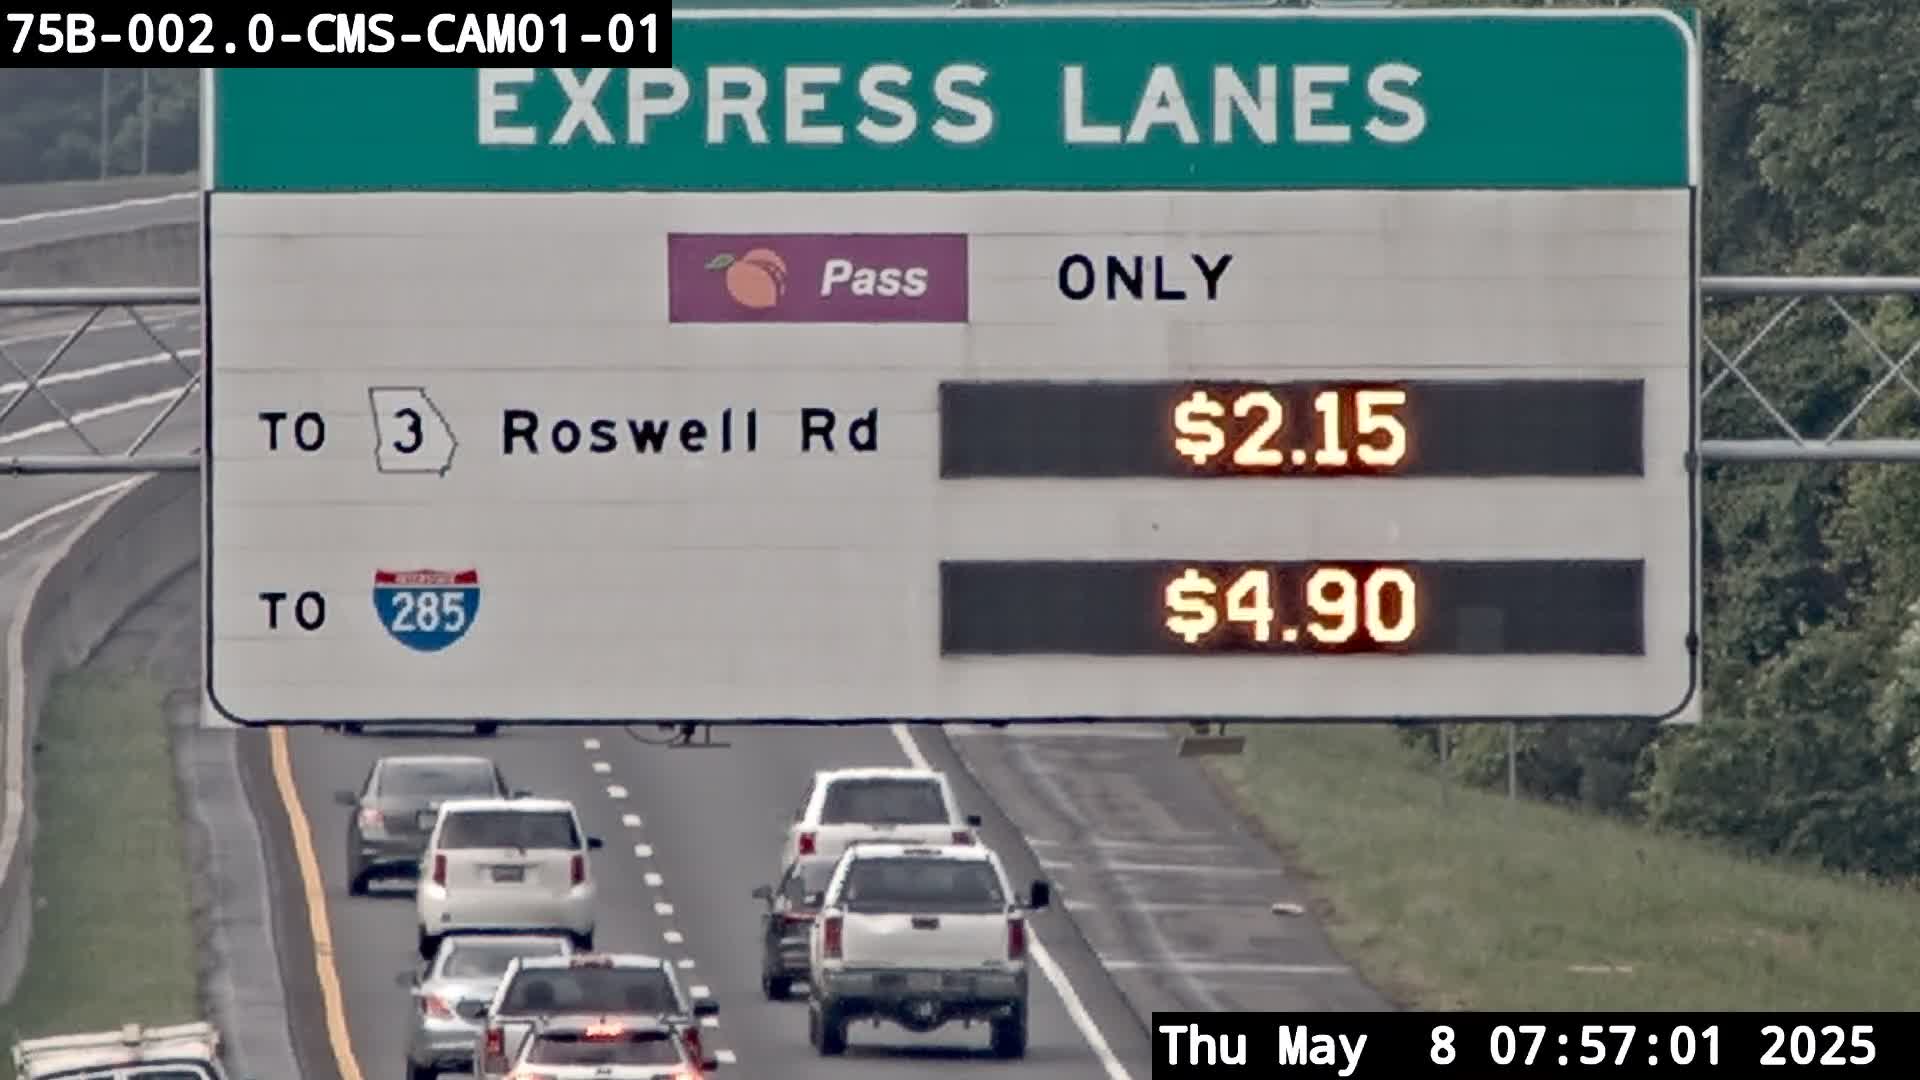 75B-002.0-CMS-CAM01-01
EXPRESS LANES
Pass ONLY
TO 3 Roswell Rd $2.15
TO 285 $4.90
Thu May 8 07:57:01 2025